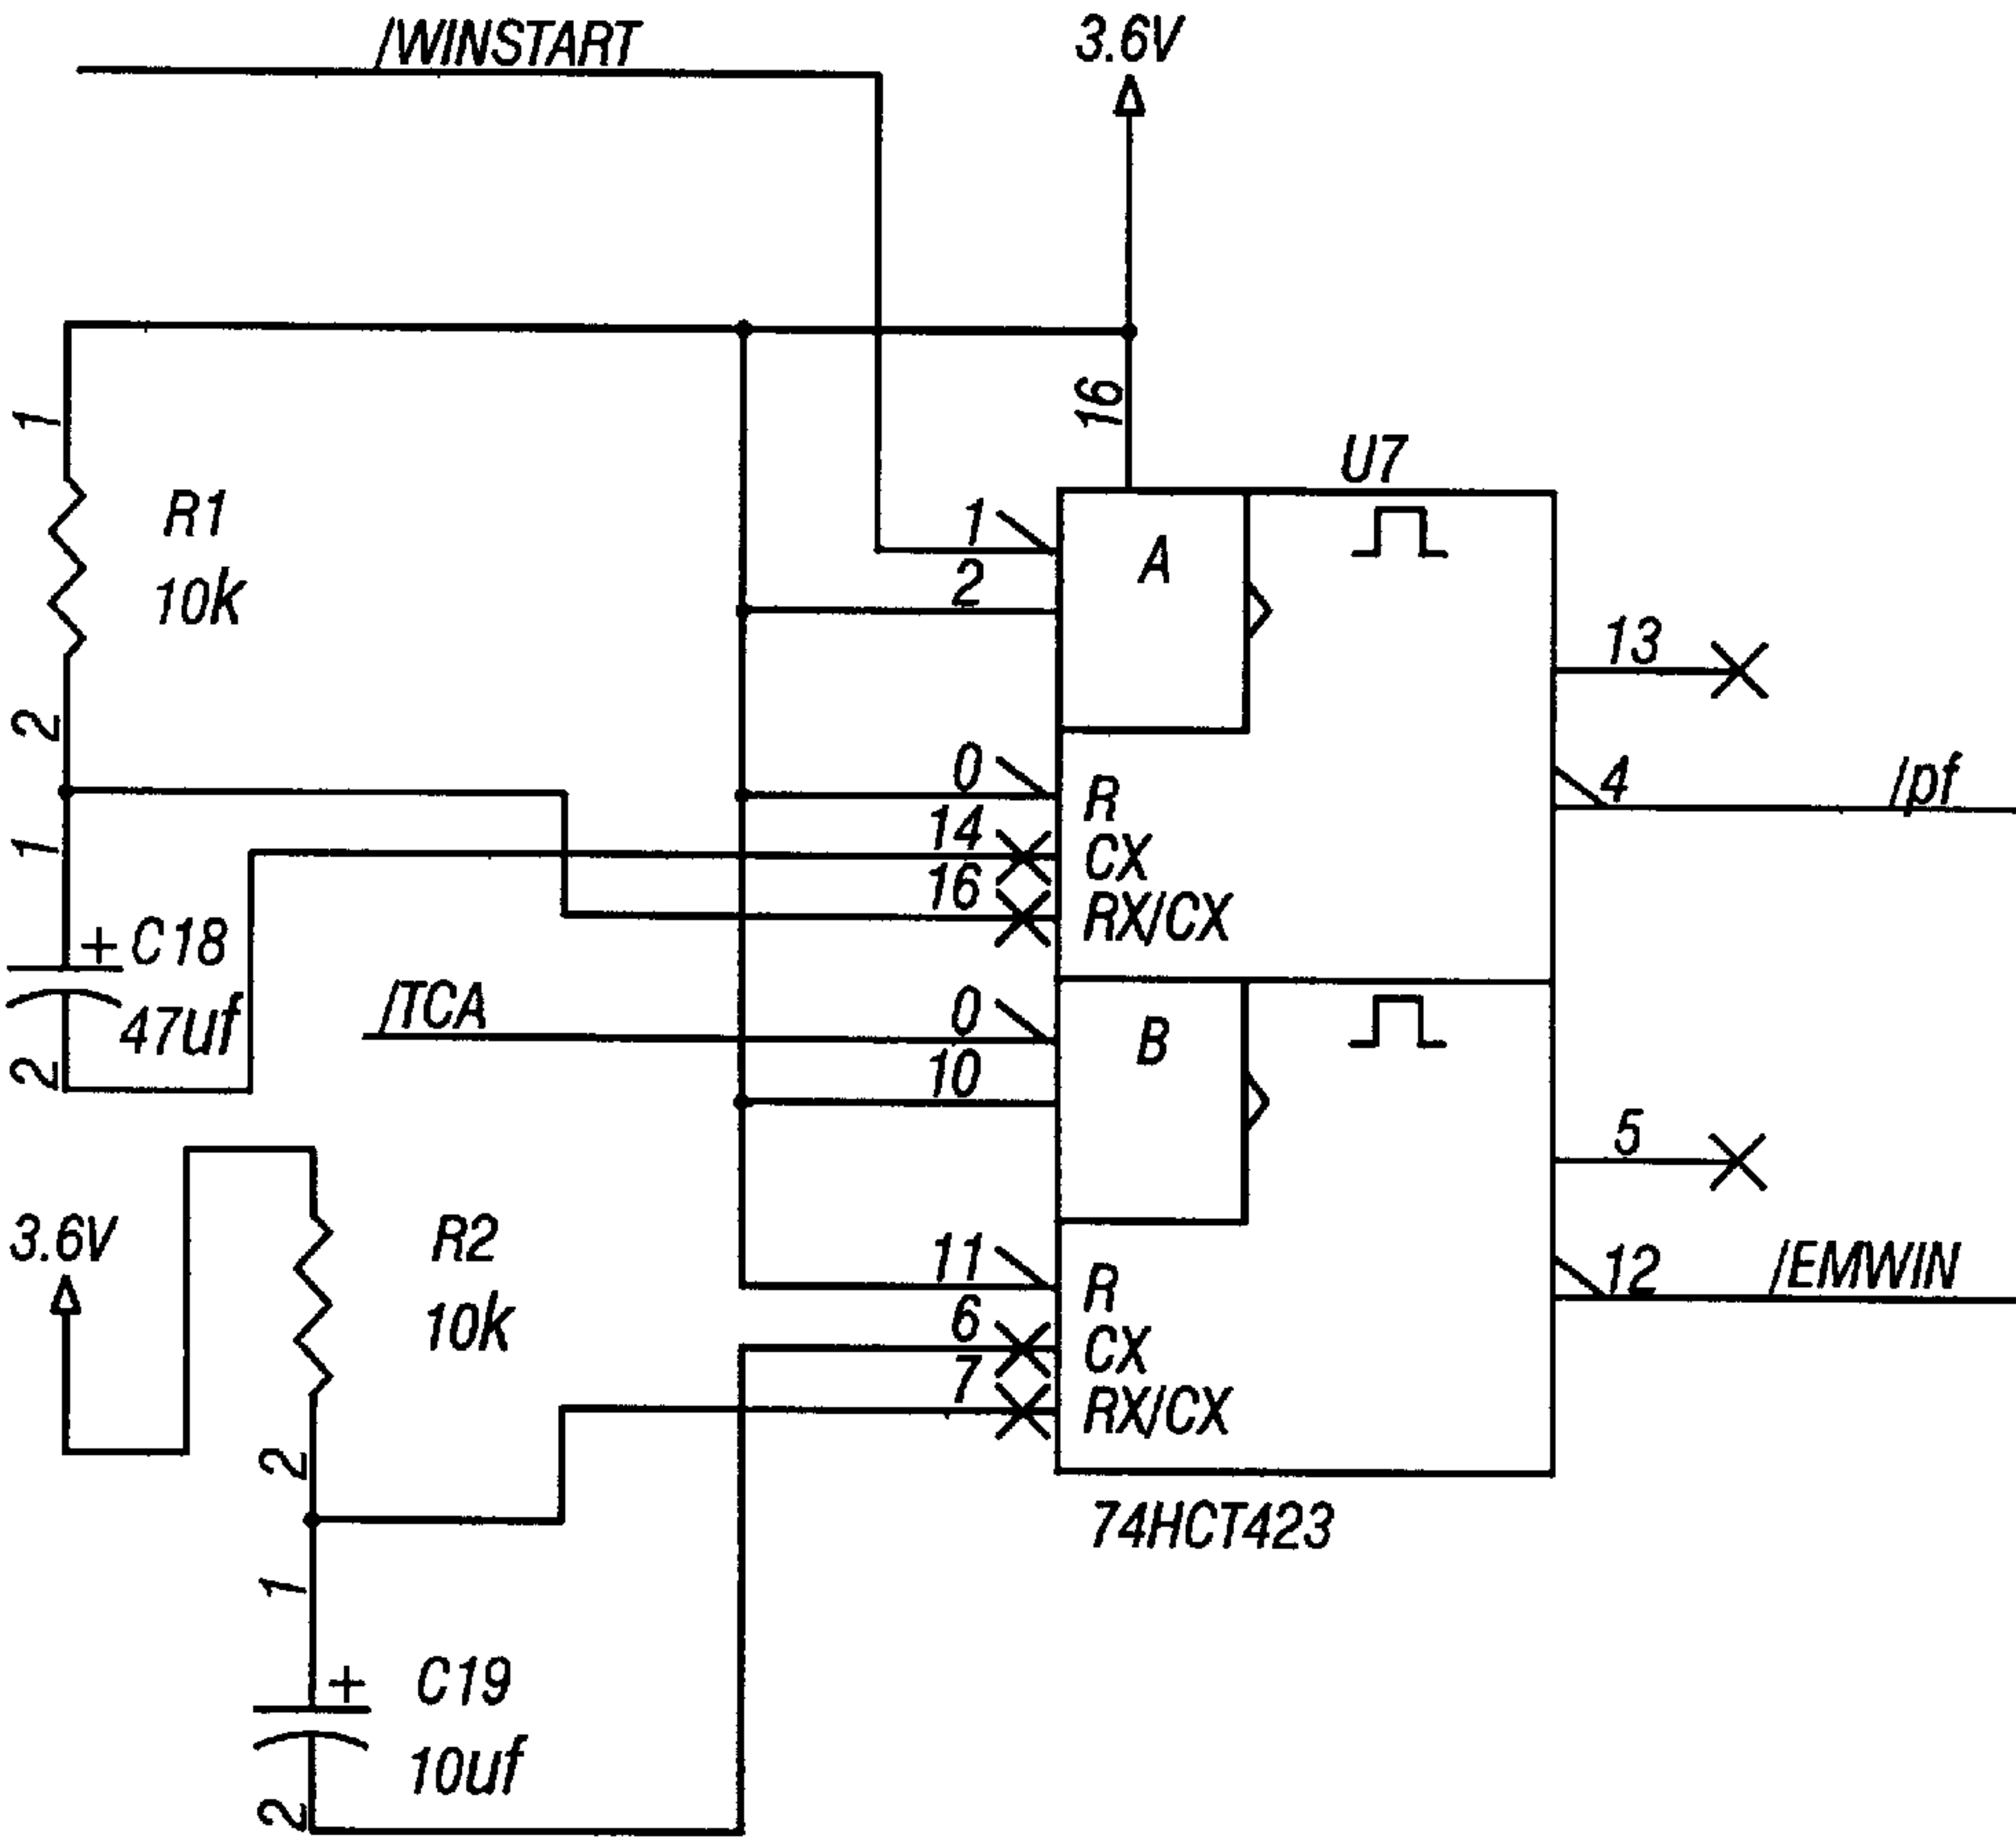 /WINSTART
3.6V
16
U7
1
1
A
R1
2
10k
13
2
0
4
/pf
R
14
CX
1
16
RX/CX
+ C18
/TCA
0
47uf
B
2
10
5
3.6V
R2
11
12
/EMWIN
R
10k
6
CX
7
RX/CX
2
74HCT423
1
+ C19
10uf
2